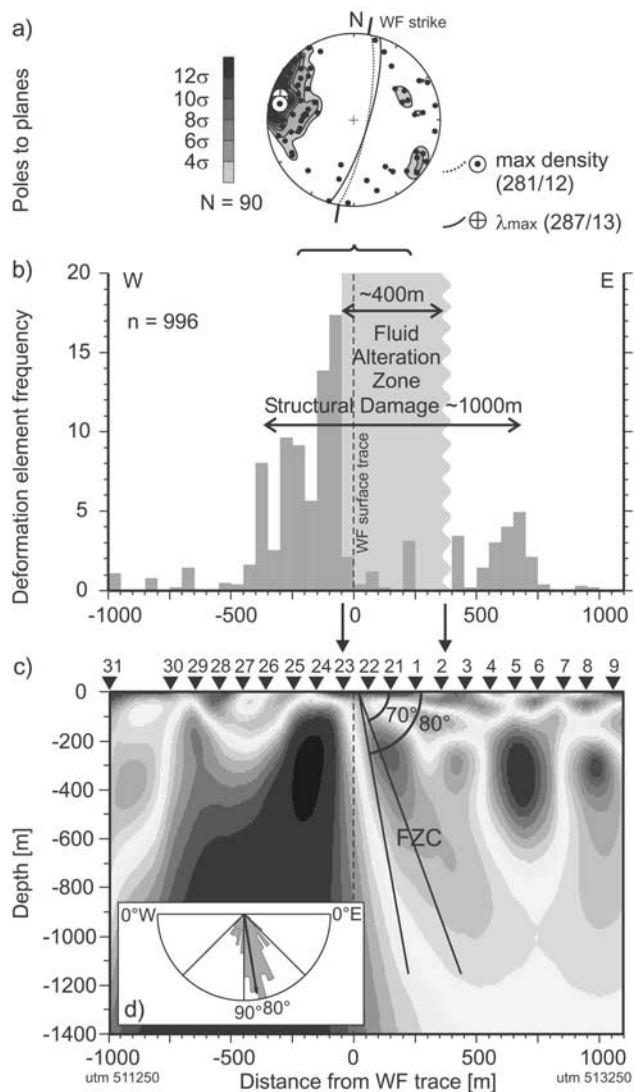 a)
Poles to planes
12σ
10σ
8σ
6σ
4σ
N = 90
N
WF strike
max density
(281/12)
λmax (287/13)
b)
Deformation element frequency
W
E
n = 996
20
15
10
5
0
~400m
Fluid
Alteration
Zone
Structural Damage ~1000m
WF surface trace
-1000
-500
0
500
c)
31 30 29 28 27 26 25 24 23 22 21 1 2 3 4 5 6 7 8 9
Depth [m]
0
-200
-400
-600
-800
-1000
-1200
-1400
70°
80°
FZC
d)
0°W
0°E
90°
80°
-1000
-500
0
500
utm 511250
Distance from WF trace [m]
utm 513250